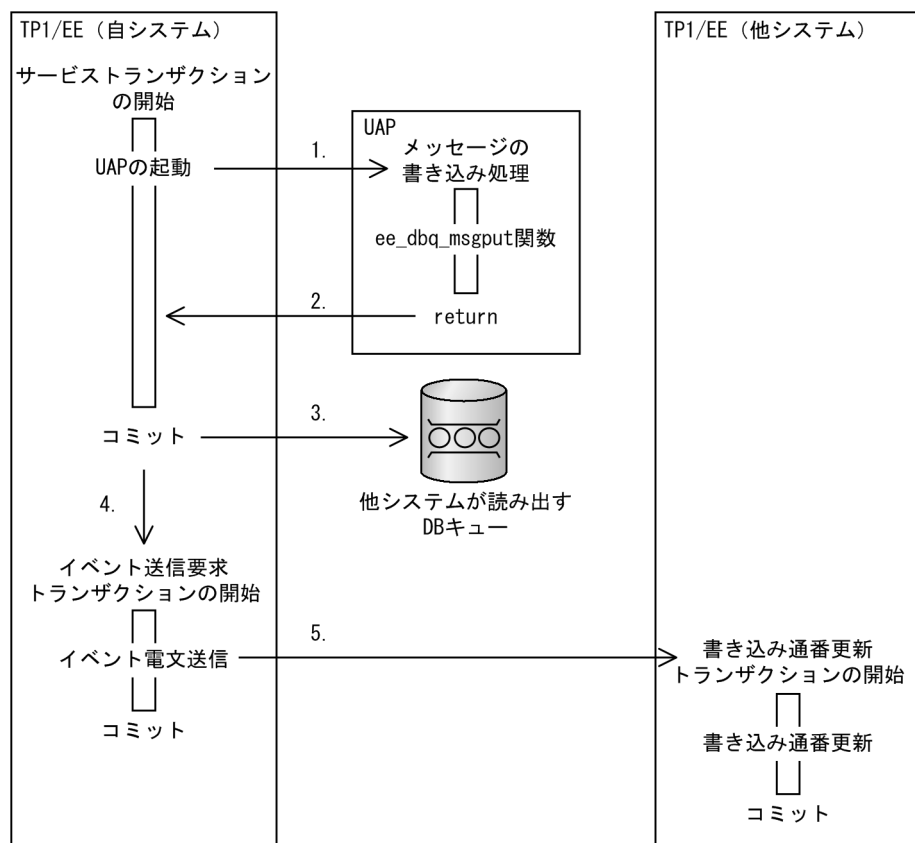 TP1/EE（自システム）
TP1/EE（他システム）
サービストランザクション
の開始
UAP
UAPの起動
1.
メッセージの
書き込み処理
ee_dbq_msgput関数
2.
return
コミット
3.
他システムが読み出す
DBキュー
4.
イベント送信要求
トランザクションの開始
イベント電文送信
5.
コミット
書き込み通番更新
トランザクションの開始
書き込み通番更新
コミット